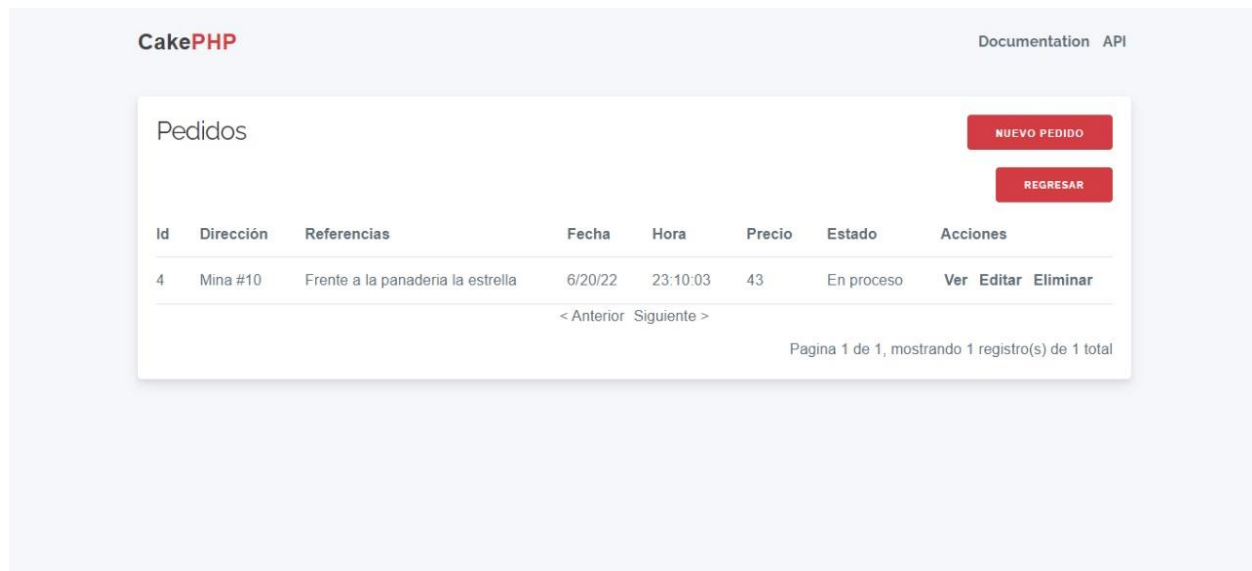 CakePHP Documentation API
Pedidos NUEVO PEDIDO
REGRESAR
Id Dirección Referencias Fecha Hora Precio Estado Acciones
4 Mina #10 Frente a la panaderia la estrella 6/20/22 23:10:03 43 En proceso Ver Editar Eliminar
< Anterior Siguiente >
Pagina 1 de 1, mostrando 1 registro(s) de 1 total